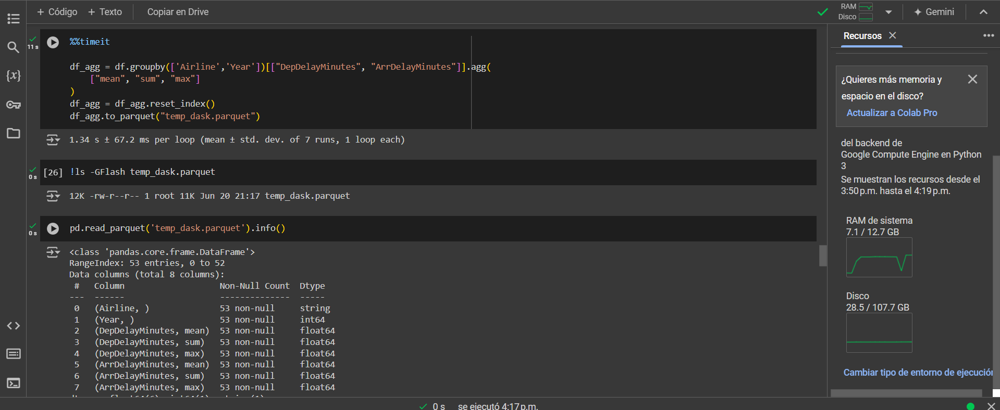 + Código + Texto Copiar en Drive
RAM
Disco
Gemini
11 s
%%timeit
df_agg = df.groupby(['Airline','Year'])[["DepDelayMinutes", "ArrDelayMinutes"]].agg(
["mean", "sum", "max"]
)
df_agg = df_agg.reset_index()
df_agg.to_parquet("temp_dask.parquet")
1.34 s ± 67.2 ms per loop (mean ± std. dev. of 7 runs, 1 loop each)
0 s
[26] !ls -GFlash temp_dask.parquet
12K -rw-r--r-- 1 root 11K Jun 20 21:17 temp_dask.parquet
0 s
pd.read_parquet('temp_dask.parquet').info()
<class 'pandas.core.frame.DataFrame'>
RangeIndex: 53 entries, 0 to 52
Data columns (total 8 columns):
# Column Non-Null Count Dtype
--- ------ -------------- -----
0 (Airline, ) 53 non-null string
1 (Year, ) 53 non-null int64
2 (DepDelayMinutes, mean) 53 non-null float64
3 (DepDelayMinutes, sum) 53 non-null float64
4 (DepDelayMinutes, max) 53 non-null float64
5 (ArrDelayMinutes, mean) 53 non-null float64
6 (ArrDelayMinutes, sum) 53 non-null float64
7 (ArrDelayMinutes, max) 53 non-null float64
Recursos
¿Quieres más memoria y
espacio en el disco?
Actualizar a Colab Pro
del backend de
Google Compute Engine en Python
3
Se muestran los recursos desde el
3:50 p.m. hasta el 4:19 p.m.
RAM de sistema
7.1 / 12.7 GB
Disco
28.5 / 107.7 GB
Cambiar tipo de entorno de ejecución
0 s se ejecutó 4:17 p.m.